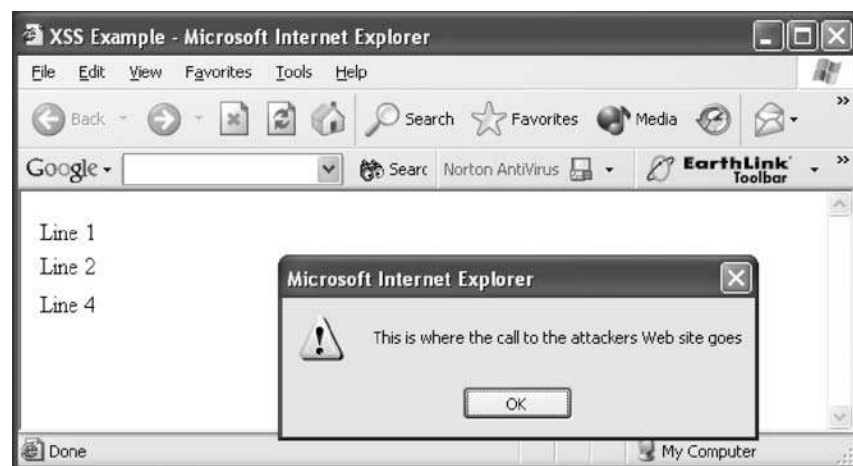 XSS Example - Microsoft Internet Explorer
File Edit View Favorites Tools Help
Back Search Favorites Media »
Google Searc Norton AntiVirus EarthLink Toolbar »
Line 1
Line 2
Line 4
Microsoft Internet Explorer
This is where the call to the attackers Web site goes
OK
Done My Computer